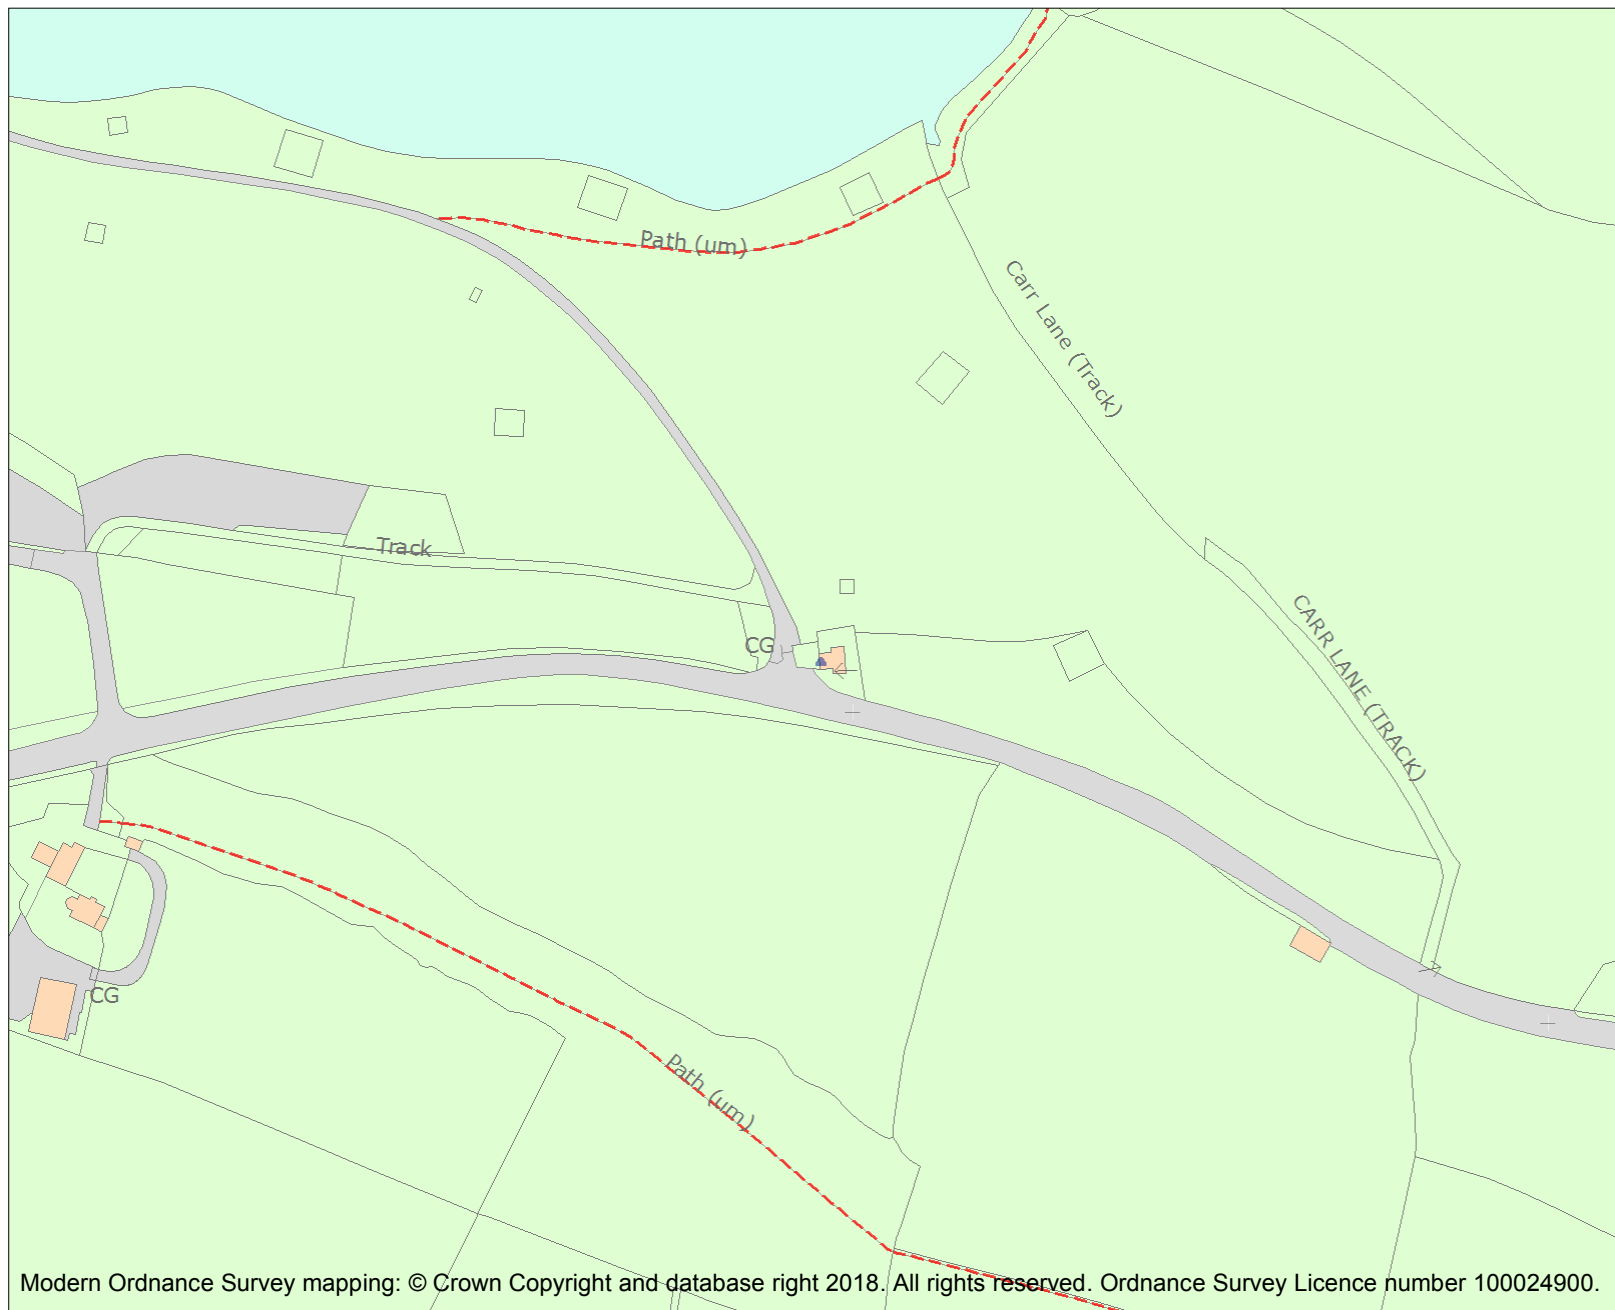 Path (um)
Carr Lane (Track)
Track
CARR LANE (TRACK)
CG
CG
Path (um)
Modern Ordnance Survey mapping: © Crown Copyright and database right 2018. All rights reserved. Ordnance Survey Licence number 100024900.